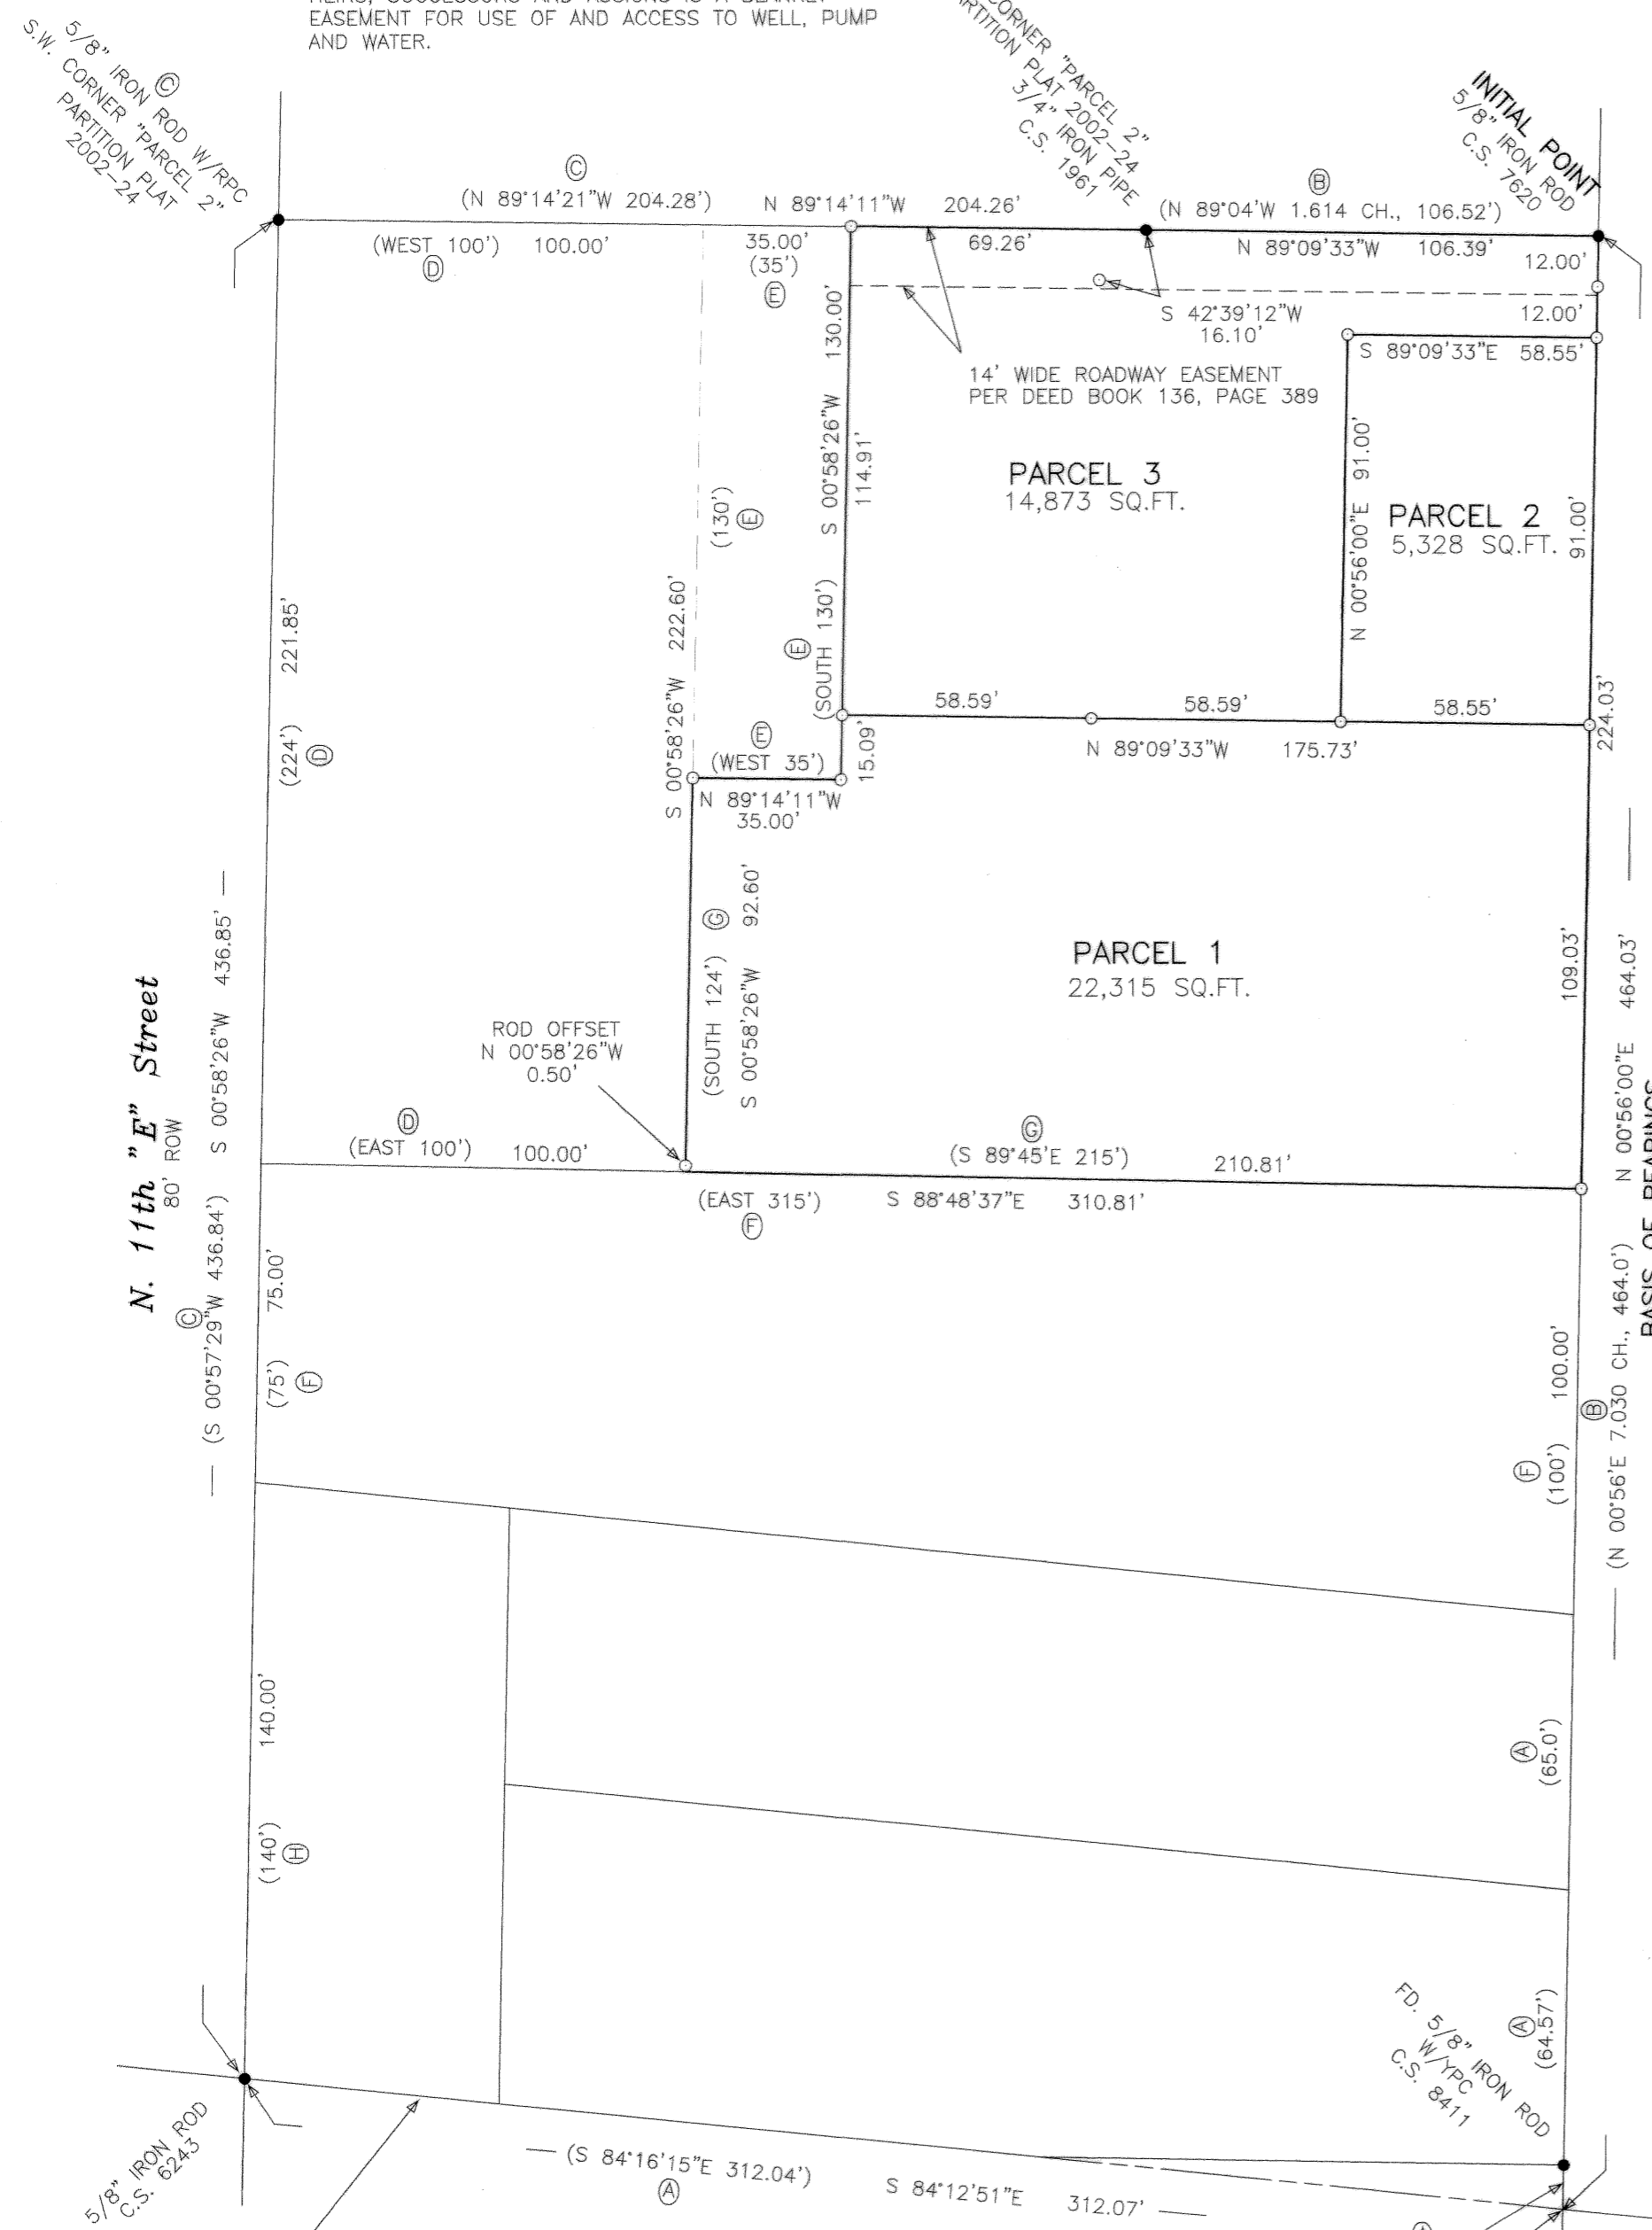 EASEMENT FOR USE OF AND ACCESS TO WELL, PUMP
AND WATER.
Ⓒ
5/8" IRON ROD W/RPC
S.W. CORNER "PARCEL 2"
PARTITION PLAT
2002-24
CORNER "PARCEL 2"
PLAT 2002-24
3/4" IRON PIPE
C.S. 1961
INITIAL POINT
5/8" IRON ROD
C.S. 7620
Ⓒ
(N 89°14'21"W 204.28')
N 89°14'11"W 204.26'
Ⓑ
(N 89°04'W 1.614 CH., 106.52')
(WEST 100') 100.00'
Ⓓ
35.00'
(35')
Ⓔ
69.26'
N 89°09'33"W 106.39'
12.00'
12.00'
S 42°39'12"W
16.10'
S 89°09'33"E 58.55'
14' WIDE ROADWAY EASEMENT
PER DEED BOOK 136, PAGE 389
S 00°58'26"W 130.00'
114.91'
(130')
Ⓔ
PARCEL 3
14,873 SQ.FT.
N 00°56'00"E 91.00'
PARCEL 2
5,328 SQ.FT.
91.00'
221.85'
(224')
Ⓓ
S 00°58'26"W 222.60'
Ⓔ
(SOUTH 130')
58.59'
58.59'
58.55'
224.03'
N 89°09'33"W 175.73'
15.09'
Ⓔ
(WEST 35')
N 89°14'11"W
35.00'
(SOUTH 124') Ⓖ
S 00°58'26"W 92.60'
PARCEL 1
22,315 SQ.FT.
109.03'
N 00°56'00"E 464.03'
BASIS OF BEARINGS
N. 11th "E" Street
80' ROW
S 00°58'26"W 436.85'
(S 00°57'29"W 436.84')
Ⓒ
ROD OFFSET
N 00°58'26"W
0.50'
Ⓓ
(EAST 100') 100.00'
Ⓖ
(S 89°45'E 215') 210.81'
(EAST 315') S 88°48'37"E 310.81'
Ⓕ
75.00'
(75')
Ⓕ
100.00'
(100')
Ⓕ
Ⓑ
(N 00°56'E 7.030 CH., 464.0')
140.00'
(140')
Ⓗ
Ⓐ
(65.0')
Ⓐ
(64.57')
FD. 5/8" IRON ROD
W/YPC
C.S. 8411
5/8" IRON ROD
C.S. 6243
(S 84°16'15"E 312.04')
Ⓐ
S 84°12'51"E 312.07'